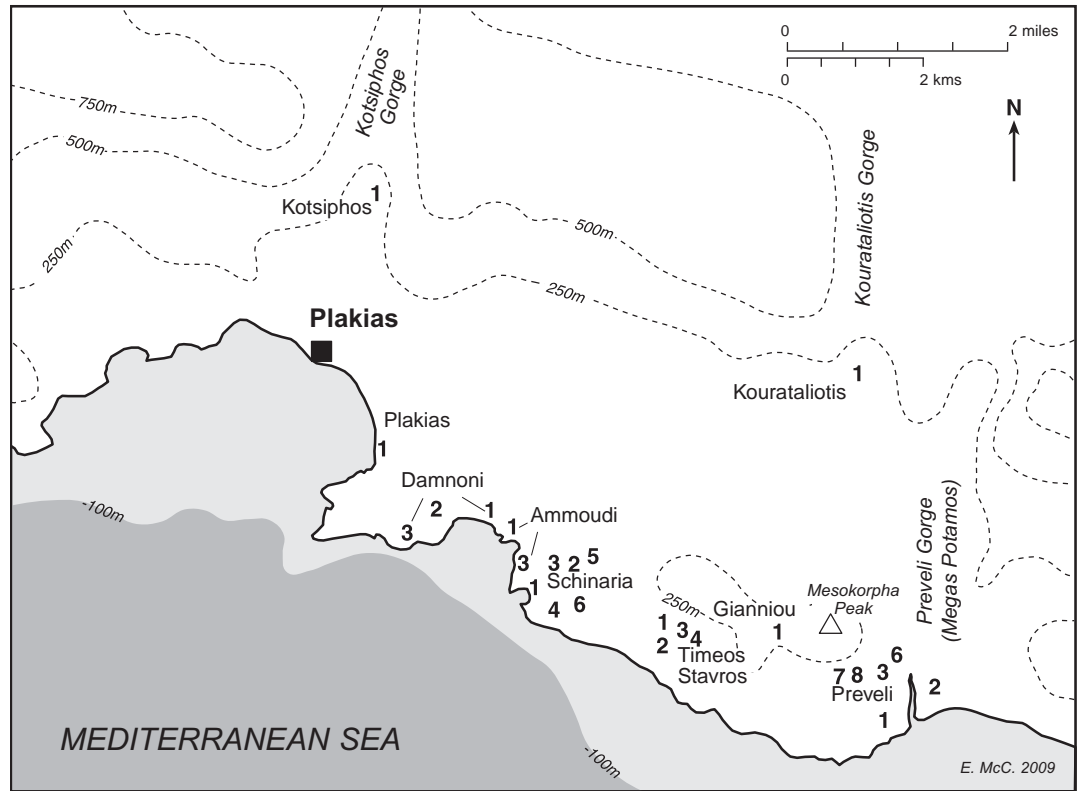 0 2 miles
0 2 kms
N
Kotsiphos
Gorge
750m
500m
1
Kotsiphos
250m
500m
250m
Kourataliotis Gorge
Plakias
1
Kourataliotis
Plakias
1
Damnoni
2
1
3
-100m
1
Ammoudi
3
3 2 5
Schinaria
1
4 6
Preveli Gorge
(Megas Potamos)
250m
Gianniou
1
Mesokorpha
Peak
1
3
4
2
Timeos
Stavros
6
7 8 3
2
Preveli
1
MEDITERRANEAN SEA
-100m
E. McC. 2009